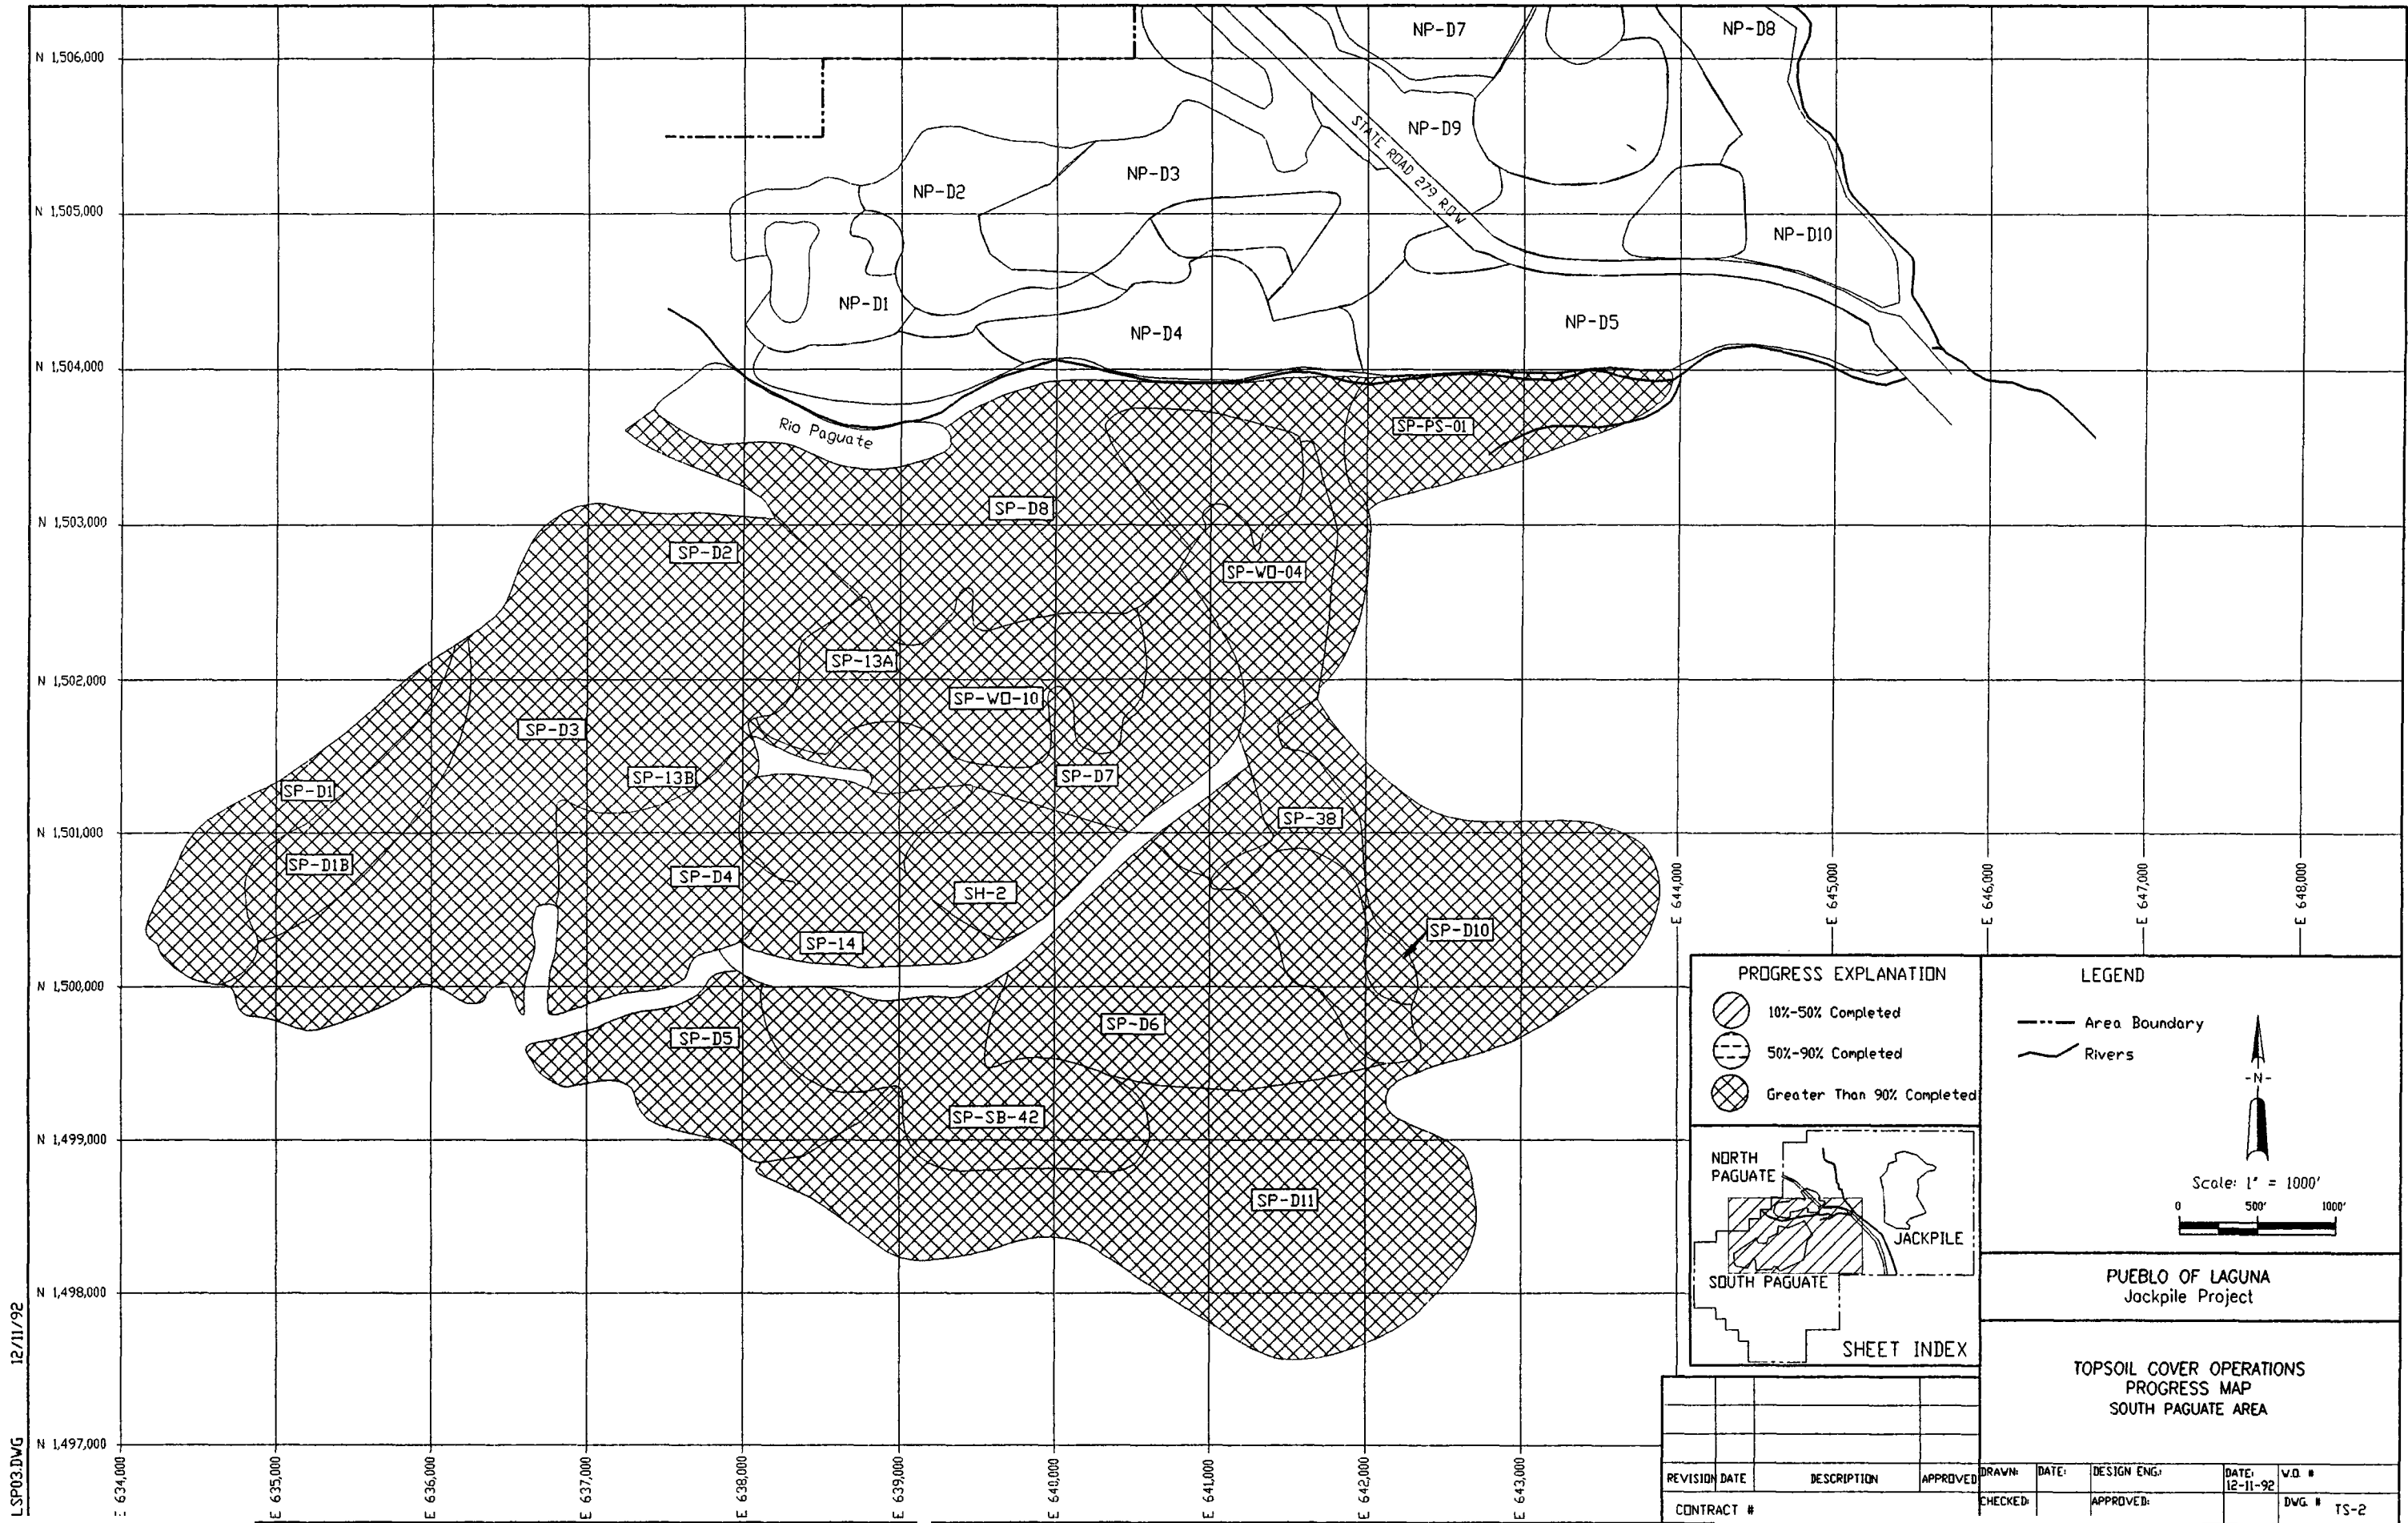 N 1,506,000
N 1,505,000
N 1,504,000
N 1,503,000
N 1,502,000
N 1,501,000
N 1,500,000
N 1,499,000
N 1,498,000
N 1,497,000
NP-D7
NP-D8
NP-D9
STATE ROAD 279 R.O.W
NP-D3
NP-D2
NP-D10
NP-D1
NP-D4
NP-D5
Rio Paguate
SP-PS-01
SP-D8
SP-D2
SP-WO-04
SP-13A
SP-WO-10
SP-D3
SP-13B
SP-D7
SP-D1
SP-38
SP-D1B
SP-D4
SH-2
SP-D10
SP-14
SP-D6
SP-D5
SP-SB-42
SP-D11
E 634,000
E 635,000
E 636,000
E 637,000
E 638,000
E 639,000
E 640,000
E 641,000
E 642,000
E 643,000
E 644,000
E 645,000
E 646,000
E 647,000
E 648,000
PROGRESS EXPLANATION
10%-50% Completed
50%-90% Completed
Greater Than 90% Completed
LEGEND
Area Boundary
Rivers
-N-
Scale: 1" = 1000'
0 500' 1000'
NORTH
PAGUATE
JACKPILE
SOUTH PAGUATE
SHEET INDEX
PUEBLO OF LAGUNA
Jackpile Project
TOPSOIL COVER OPERATIONS
PROGRESS MAP
SOUTH PAGUATE AREA
REVISION DATE DESCRIPTION APPROVED
CONTRACT #
DRAWN: DATE: DESIGN ENG.: DATE: W.O. #
12-11-92
CHECKED: APPROVED: DWG. # TS-2
LSP03.DWG 12/11/92